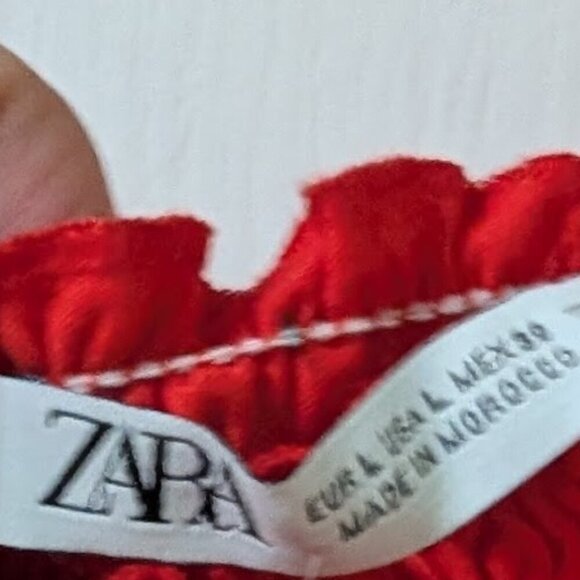 ZARA
EUR L USA L MEX 30
MADE IN MOROCCO